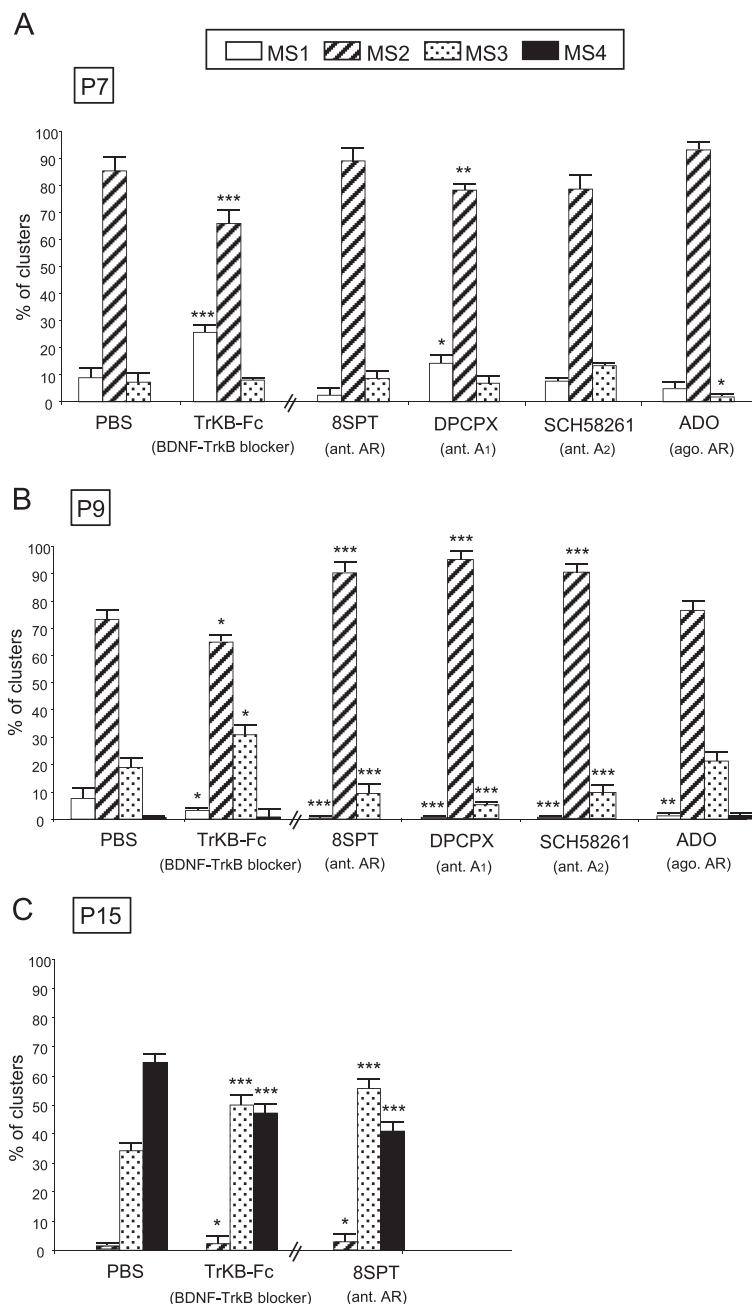 A
MS1 MS2 MS3 MS4
P7
100
90
80
70
60
50
40
30
20
10
0
% of clusters
*** *** * ** *
PBS TrKB-Fc 8SPT DPCPX SCH58261 ADO
(BDNF-TrkB blocker) (ant. AR) (ant. A1) (ant. A2) (ago. AR)
B
P9
100
90
80
70
60
50
40
30
20
10
0
% of clusters
* * * *** *** *** *** *** *** *** *** *** **
PBS TrKB-Fc 8SPT DPCPX SCH58261 ADO
(BDNF-TrkB blocker) (ant. AR) (ant. A1) (ant. A2) (ago. AR)
C
P15
100
90
80
70
60
50
40
30
20
10
0
% of clusters
* *** *** * *** ***
PBS TrKB-Fc 8SPT
(BDNF-TrkB blocker) (ant. AR)